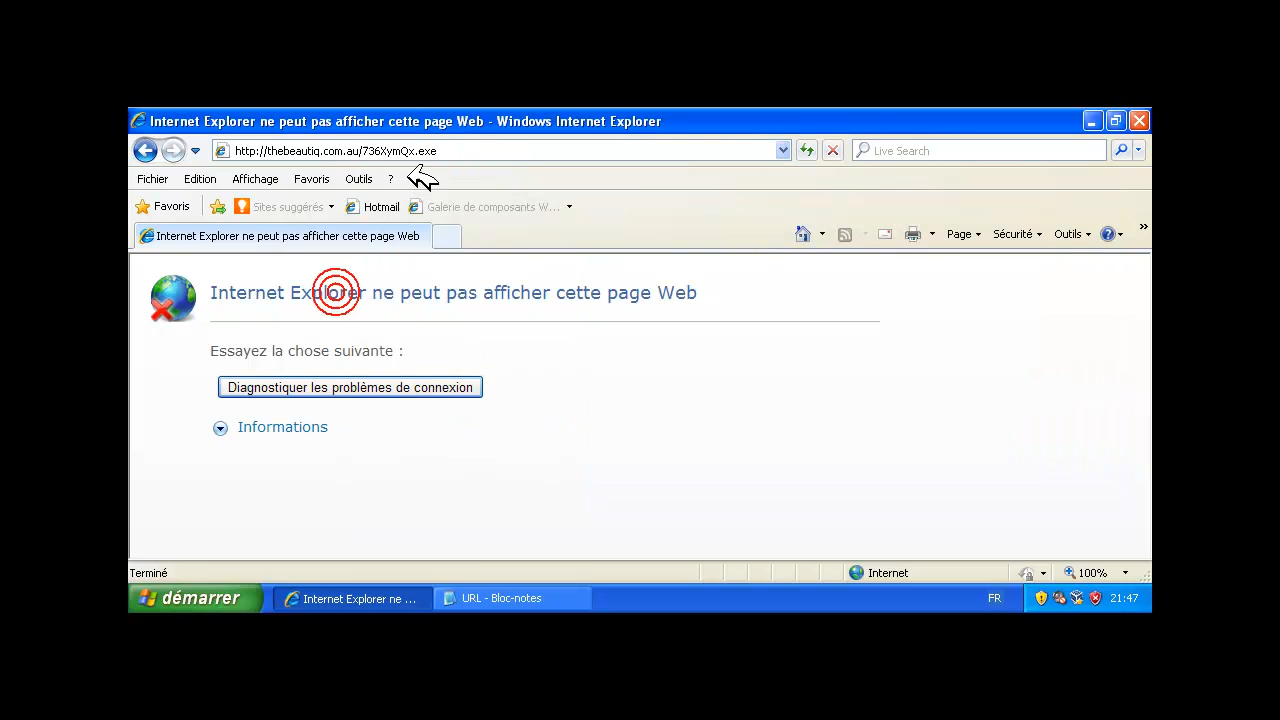 Internet Explorer ne peut pas afficher cette page Web - Windows Internet Explorer
http://thebeautiq.com.au/736XymQx.exe
Live Search
Fichier Edition Affichage Favoris Outils ?
Favoris Sites suggérés Hotmail Galerie de composants W...
Internet Explorer ne peut pas afficher cette page Web
Page Sécurité Outils »
Internet Explorer ne peut pas afficher cette page Web
Essayez la chose suivante :
Diagnostiquer les problèmes de connexion
Informations
Terminé
Internet
100%
démarrer
Internet Explorer ne ...
URL - Bloc-notes
FR
21:47